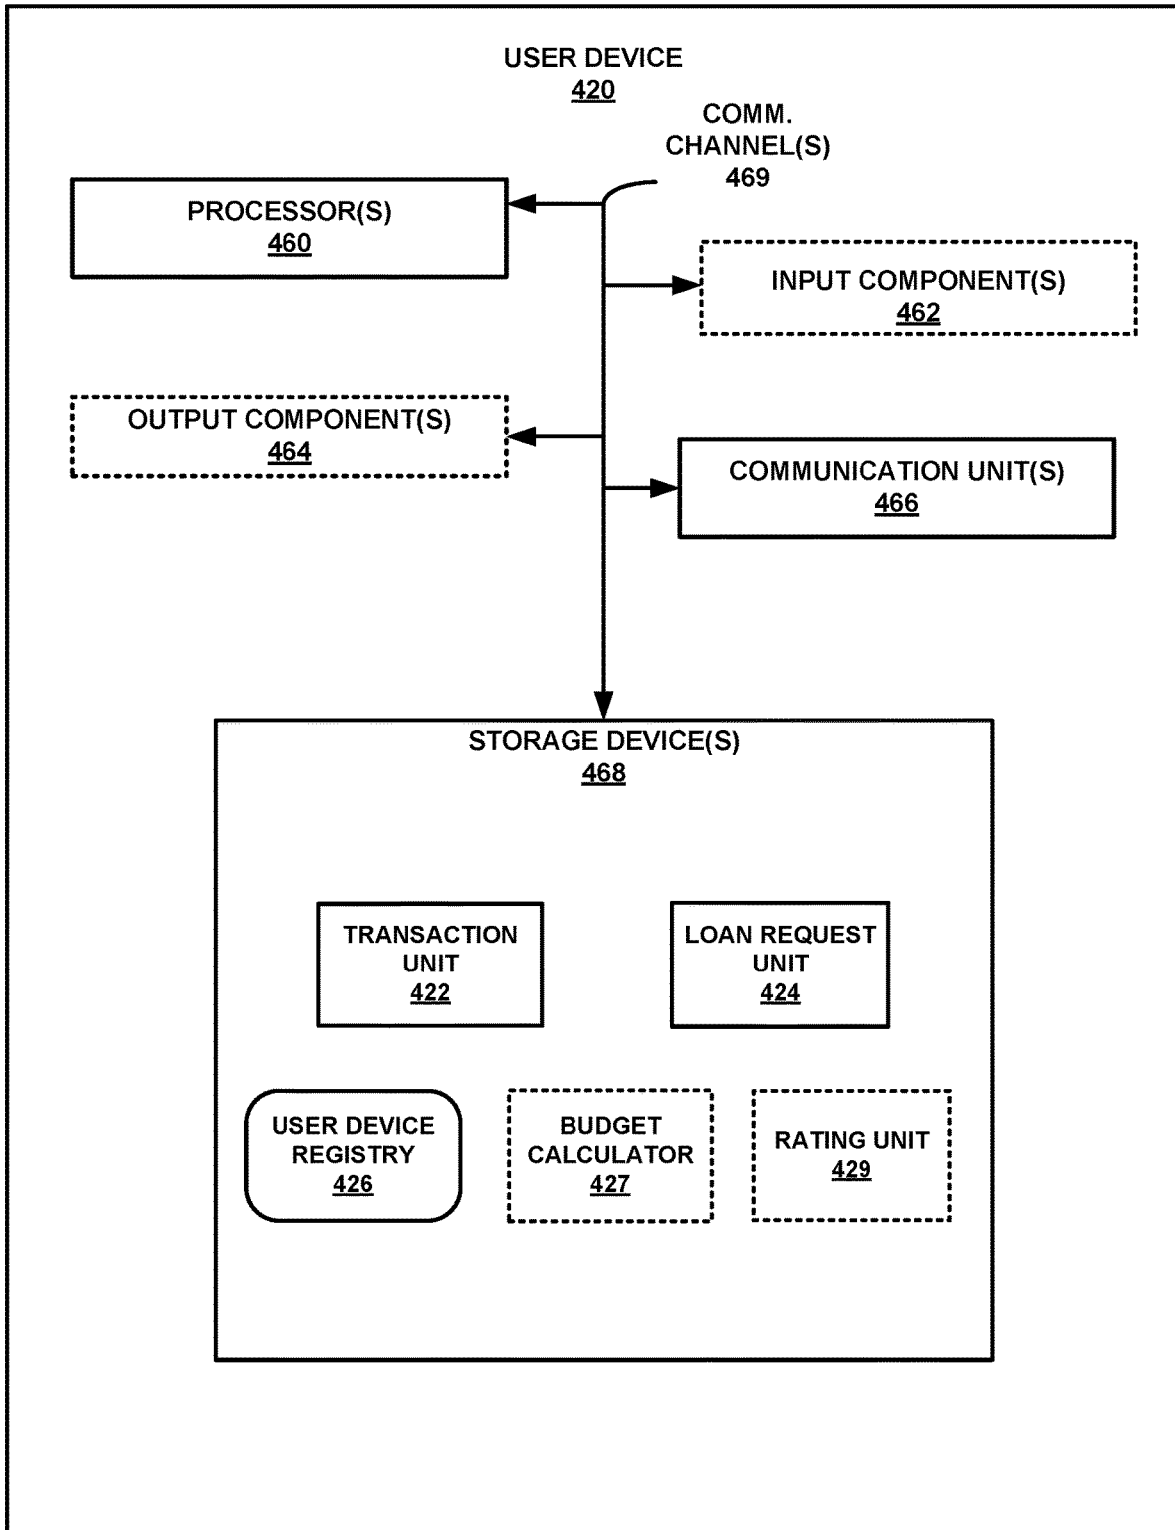 USER DEVICE
420
COMM.
CHANNEL(S)
469
PROCESSOR(S)
460
INPUT COMPONENT(S)
462
OUTPUT COMPONENT(S)
464
COMMUNICATION UNIT(S)
466
STORAGE DEVICE(S)
468
TRANSACTION
UNIT
422
LOAN REQUEST
UNIT
424
USER DEVICE
REGISTRY
426
BUDGET
CALCULATOR
427
RATING UNIT
429